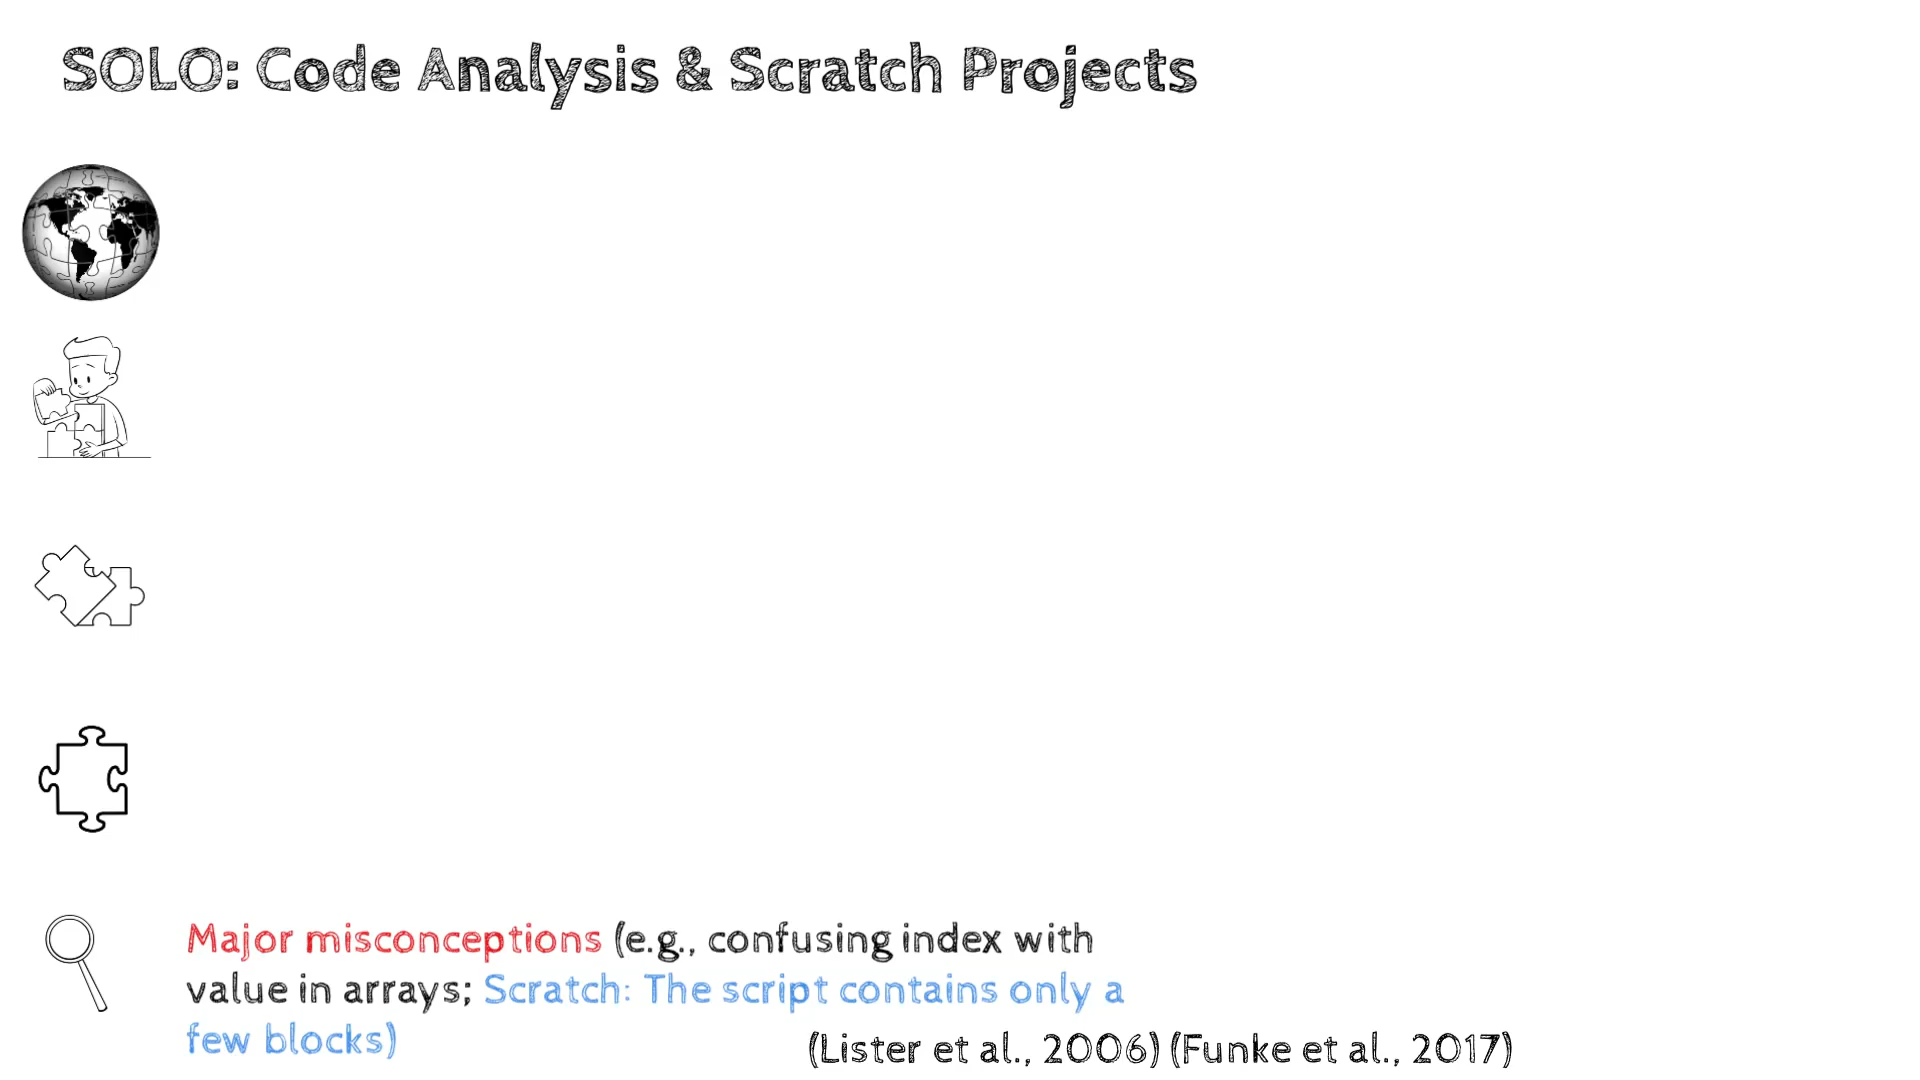 SOLO: Code Analysis & Scratch Projects
Major misconceptions (e.g., confusing index with
value in arrays; Scratch: The script contains only a
few blocks)
(Lister et al., 2006) (Funke et al., 2017)